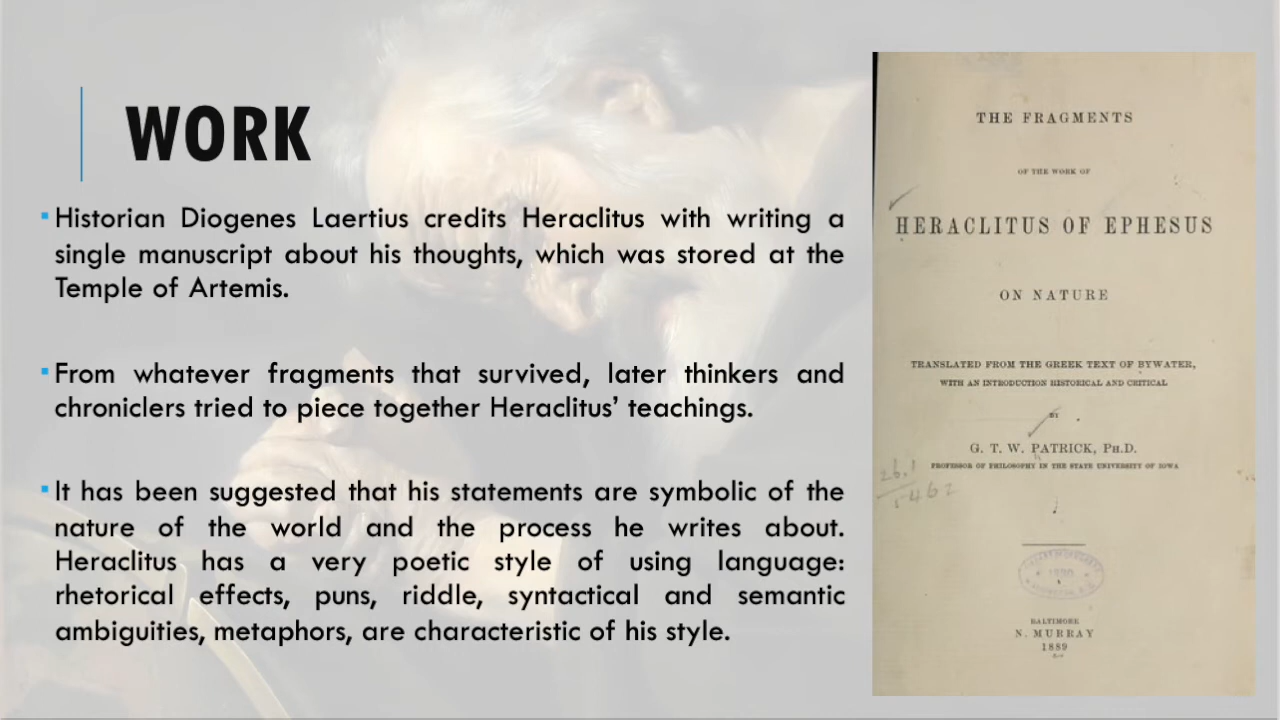 WORK
Historian Diogenes Laertius credits Heraclitus with writing a
single manuscript about his thoughts, which was stored at the
Temple of Artemis.
From whatever fragments that survived, later thinkers and
chroniclers tried to piece together Heraclitus’ teachings.
It has been suggested that his statements are symbolic of the
nature of the world and the process he writes about.
Heraclitus has a very poetic style of using language:
rhetorical effects, puns, riddle, syntactical and semantic
ambiguities, metaphors, are characteristic of his style.
THE FRAGMENTS
OF THE WORK OF
HERACLITUS OF EPHESUS
ON NATURE
TRANSLATED FROM THE GREEK TEXT OF BYWATER,
WITH AN INTRODUCTION HISTORICAL AND CRITICAL
BY
G. T. W. PATRICK, PH.D.
PROFESSOR OF PHILOSOPHY IN THE STATE UNIVERSITY OF IOWA
BALTIMORE
N. MURRAY
1889